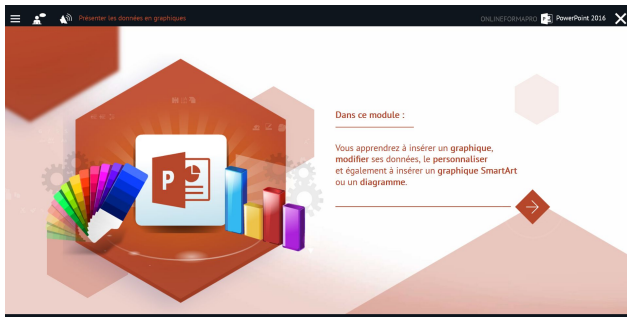 Présenter les données en graphiques
ONLINEFORMAPRO PowerPoint 2016
Dans ce module :
Vous apprendrez à insérer un graphique,
modifier ses données, le personnaliser
et également à insérer un graphique SmartArt
ou un diagramme.
P